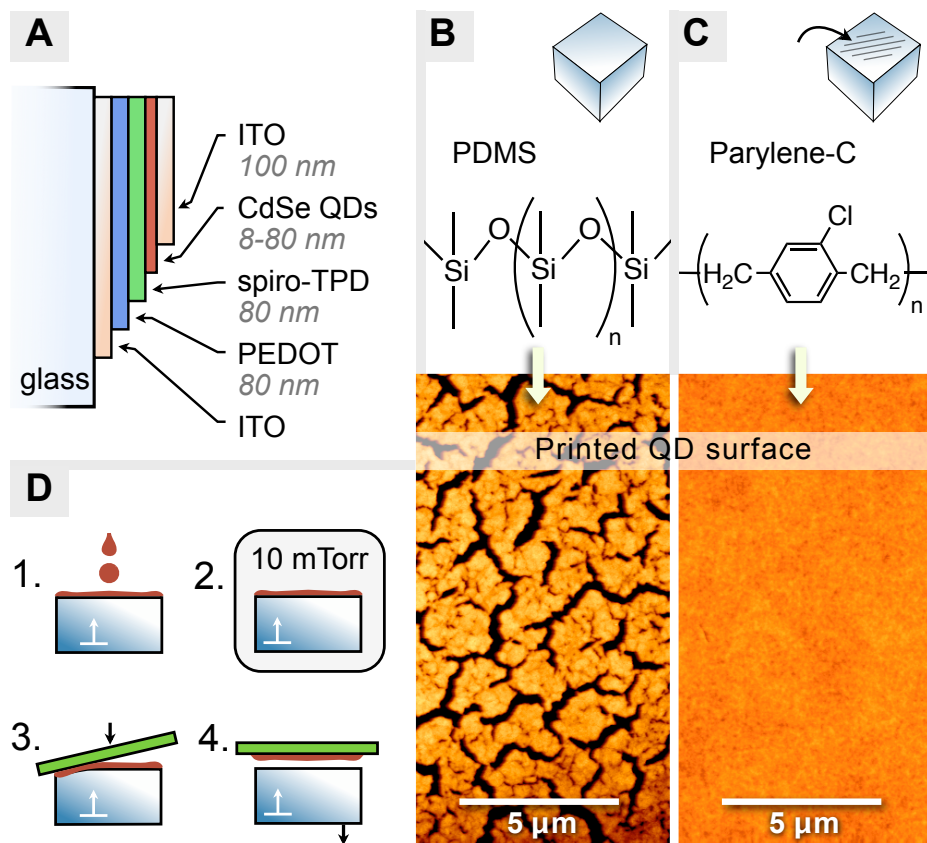 A
ITO
100 nm
CdSe QDs
8-80 nm
spiro-TPD
80 nm
PEDOT
80 nm
ITO
glass
B
PDMS
Si
O
Si
O
Si
n
C
Parylene-C
Cl
H₂C
CH₂
n
Printed QD surface
5 µm
5 µm
D
1.
2.
10 mTorr
3.
4.